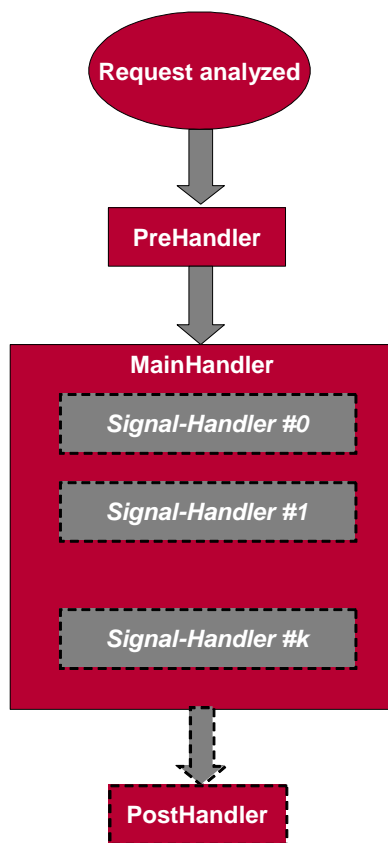 Request analyzed
PreHandler
MainHandler
Signal-Handler #0
Signal-Handler #1
Signal-Handler #k
PostHandler